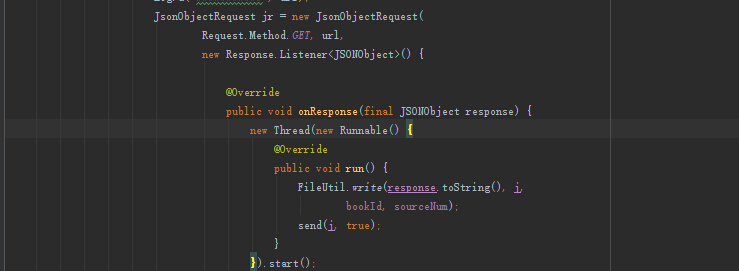 JsonObjectRequest jr = new JsonObjectRequest(
Request.Method.GET, url,
new Response.Listener<JSONObject>() {
@Override
public void onResponse(final JSONObject response) {
new Thread(new Runnable() {
@Override
public void run() {
FileUtil.write(response.toString(), j,
bookId, sourceNum);
send(j, true);
}
}).start();